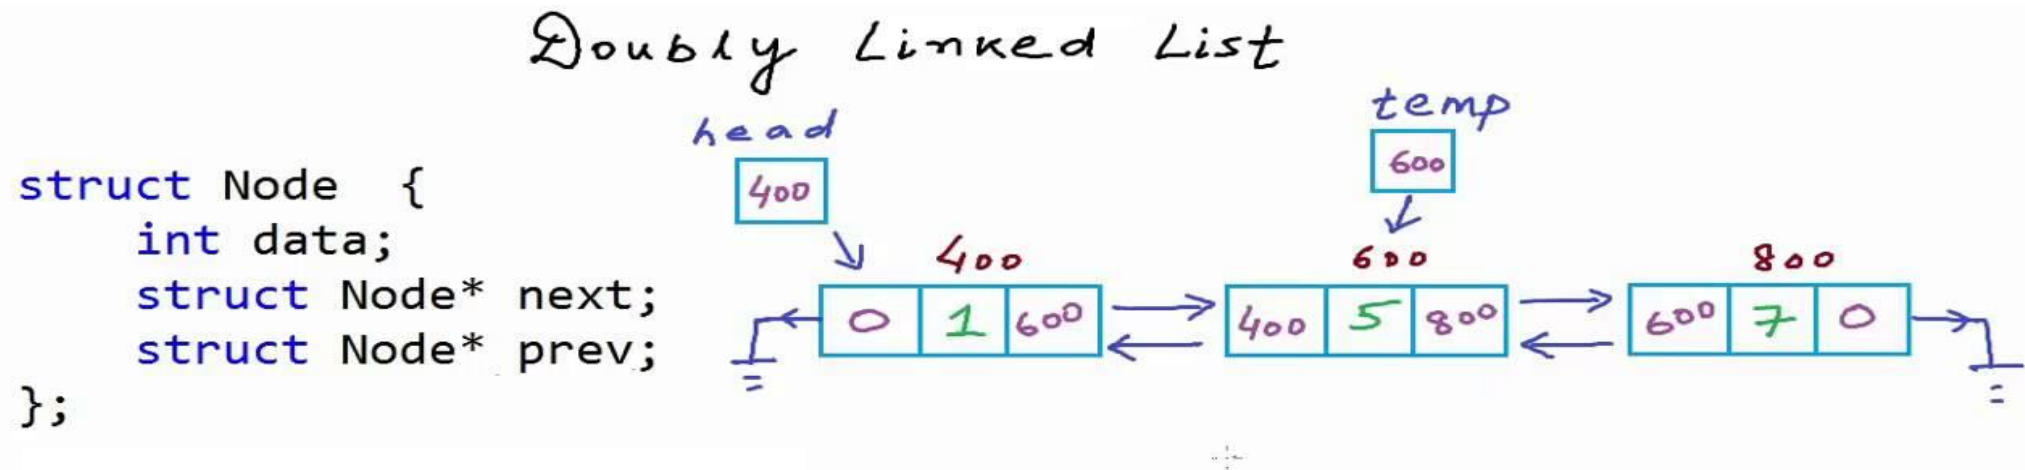 Doubly Linked List
head
temp
400
600
struct Node {
int data;
struct Node* next;
struct Node* prev;
};
400
600
800
0 1 600
400 5 800
600 7 0